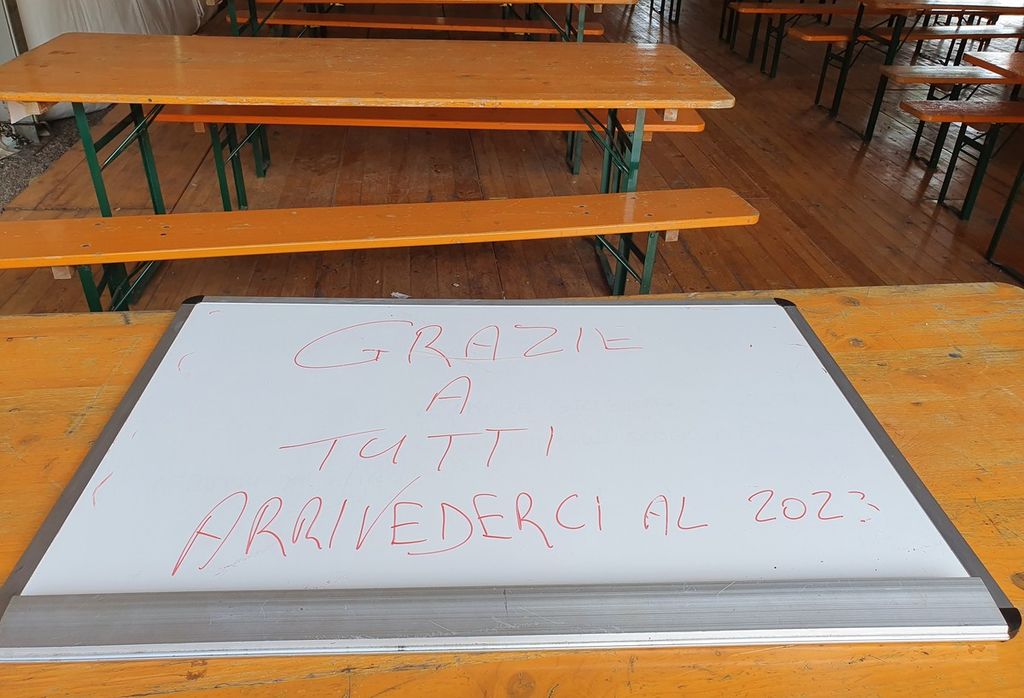 GRAZIE
A
TUTTI
ARRIVEDERCI AL 2023